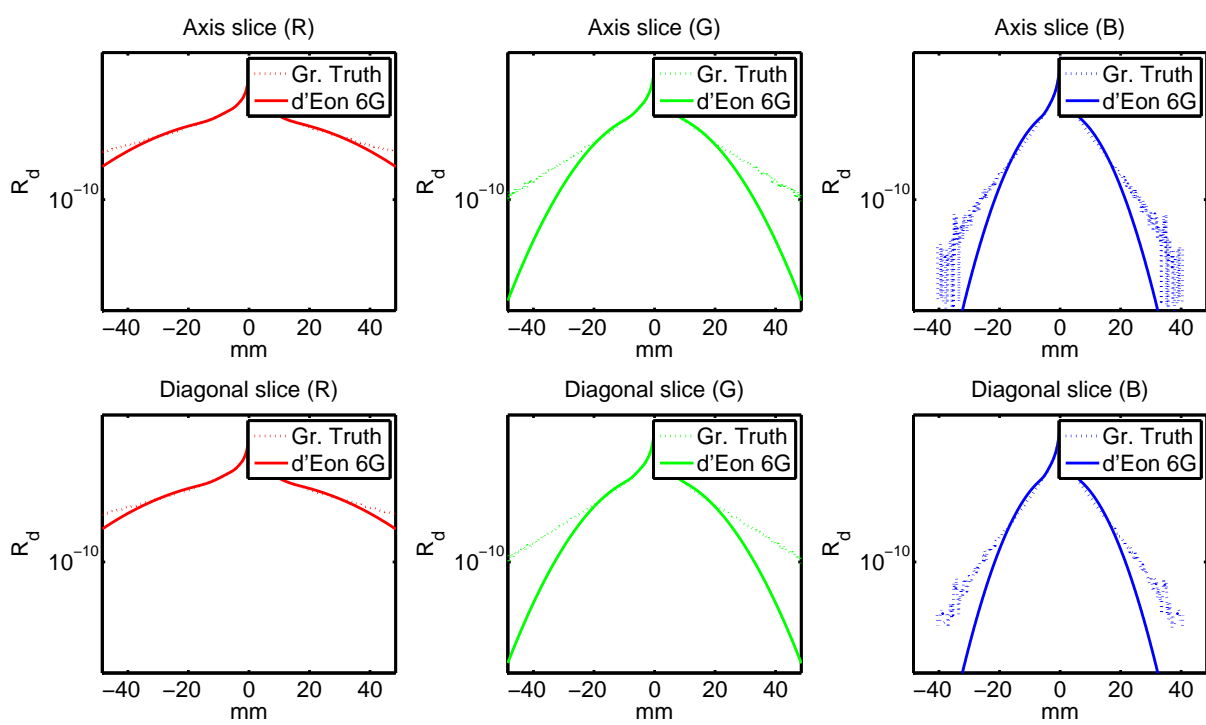 Axis slice (R)
Gr. Truth
d'Eon 6G
R_d
10^{-10}
−40 −20 0 20 40
mm
Axis slice (G)
Gr. Truth
d'Eon 6G
R_d
10^{-10}
−40 −20 0 20 40
mm
Axis slice (B)
Gr. Truth
d'Eon 6G
R_d
10^{-10}
−40 −20 0 20 40
mm
Diagonal slice (R)
Gr. Truth
d'Eon 6G
R_d
10^{-10}
−40 −20 0 20 40
mm
Diagonal slice (G)
Gr. Truth
d'Eon 6G
R_d
10^{-10}
−40 −20 0 20 40
mm
Diagonal slice (B)
Gr. Truth
d'Eon 6G
R_d
10^{-10}
−40 −20 0 20 40
mm